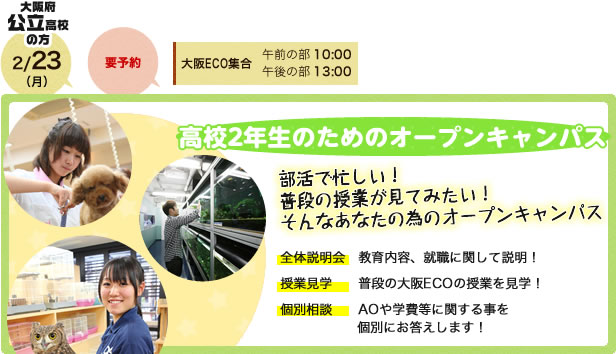 大阪府
公立高校
の方
2/23
(月)
要予約
大阪ECO集合
午前の部 10:00
午後の部 13:00
高校2年生のためのオープンキャンパス
部活で忙しい！
普段の授業が見てみたい！
そんなあなたの為のオープンキャンパス
全体説明会 教育内容、就職に関して説明！
授業見学 普段の大阪ECOの授業を見学！
個別相談 AOや学費等に関する事を
個別にお答えします！